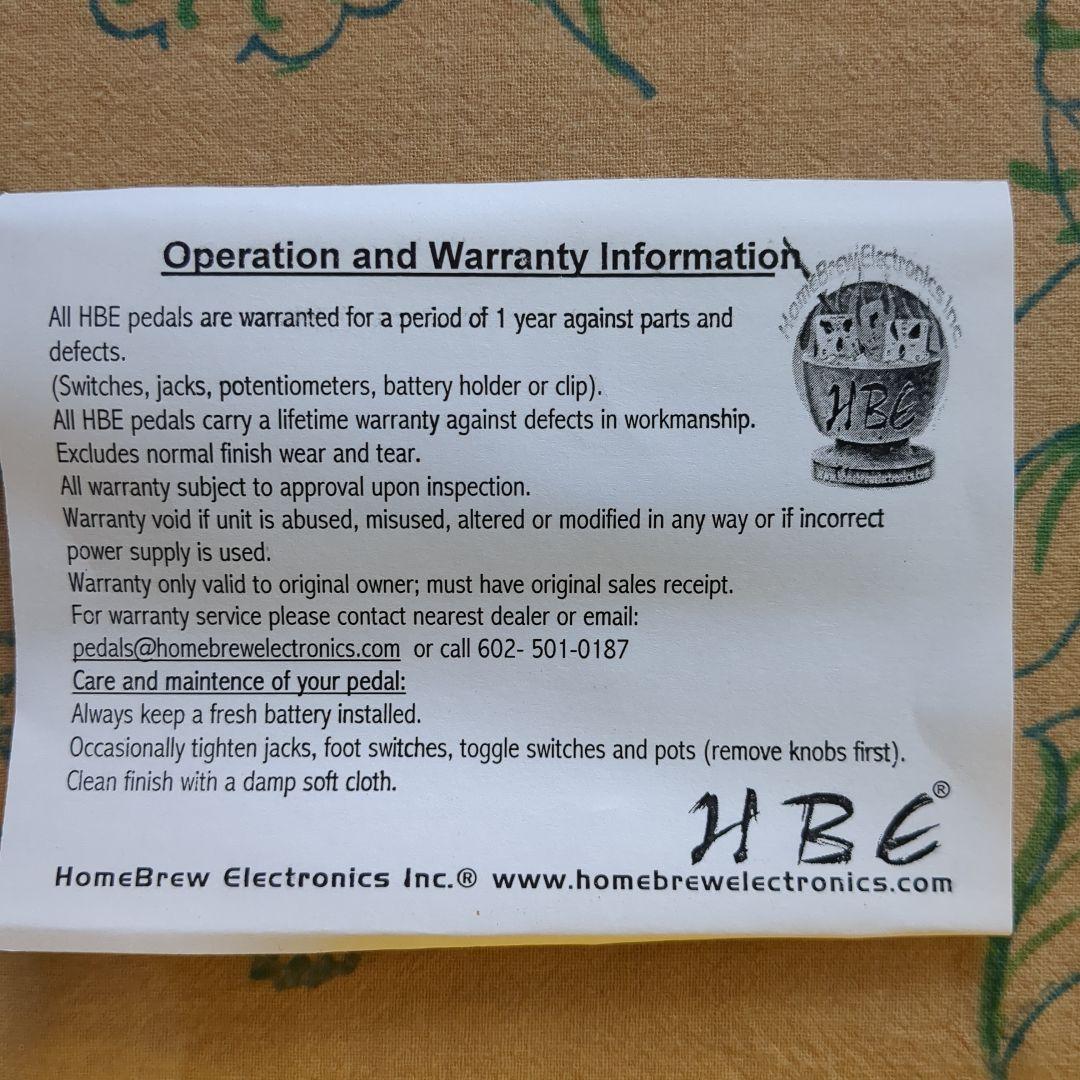 Operation and Warranty Information
HomeBrew Electronics Inc.
All HBE pedals are warranted for a period of 1 year against parts and
defects.
(Switches, jacks, potentiometers, battery holder or clip).
HBE
All HBE pedals carry a lifetime warranty against defects in workmanship.
Excludes normal finish wear and tear.
All warranty subject to approval upon inspection.
Warranty void if unit is abused, misused, altered or modified in any way or if incorrect
power supply is used.
Warranty only valid to original owner; must have original sales receipt.
For warranty service please contact nearest dealer or email:
pedals@homebrewelectronics.com or call 602- 501-0187
Care and maintence of your pedal:
Always keep a fresh battery installed.
Occasionally tighten jacks, foot switches, toggle switches and pots (remove knobs first).
Clean finish with a damp soft cloth.
HBE®
HomeBrew Electronics Inc.® www.homebrewelectronics.com